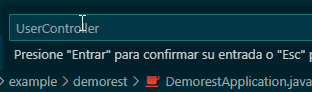 UserController
Presione "Entrar" para confirmar su entrada o "Esc" p
example > demorest > DemorestApplication.java